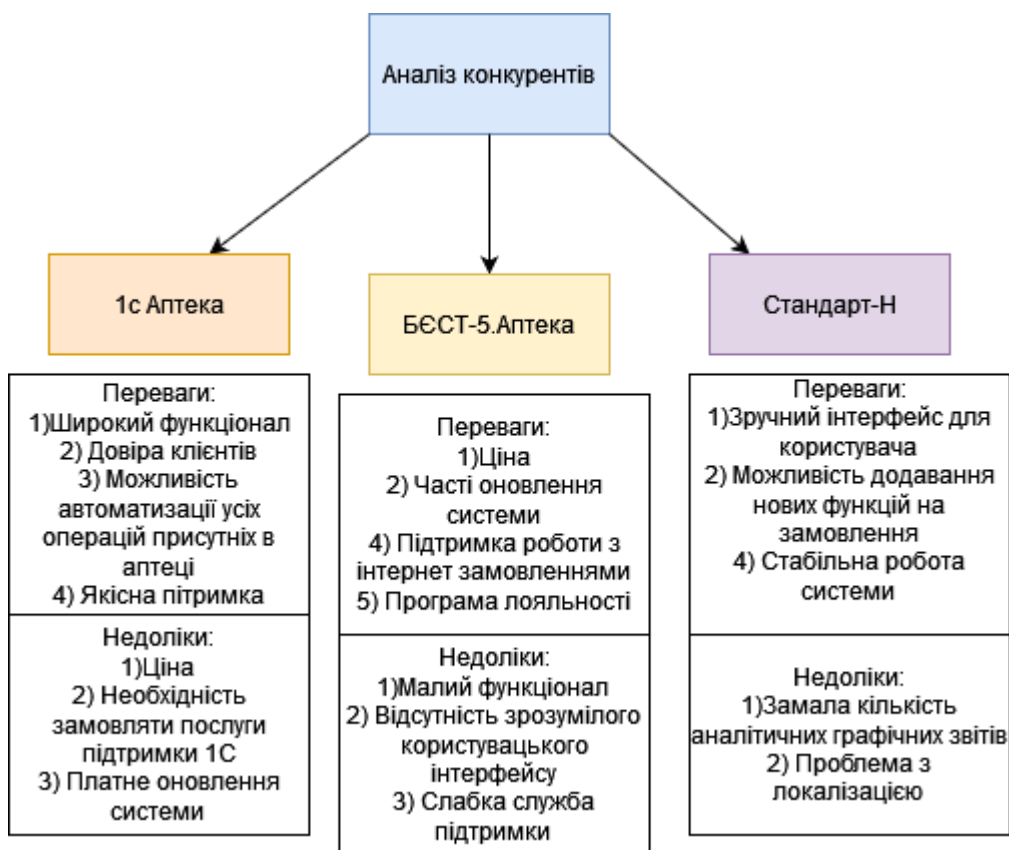 Аналіз конкурентів
1с Аптека
Переваги:
1)Широкий функціонал
2) Довіра клієнтів
3) Можливість
автоматизації усіх
операцій присутніх в
аптеці
4) Якісна пітримка
Недоліки:
1)Ціна
2) Необхідність
замовляти послуги
підтримки 1С
3) Платне оновлення
системи
БЄСТ-5.Аптека
Переваги:
1)Ціна
2) Часті оновлення
системи
4) Підтримка роботи з
інтернет замовленнями
5) Програма лояльності
Недоліки:
1)Малий функціонал
2) Відсутність зрозумілого
користувацького
інтерфейсу
3) Слабка служба
підтримки
Стандарт-Н
Переваги:
1)Зручний інтерфейс для
користувача
2) Можливість додавання
нових функцій на
замовлення
4) Стабільна робота
системи
Недоліки:
1)Замала кількість
аналітичних графічних звітів
2) Проблема з
локалізацією